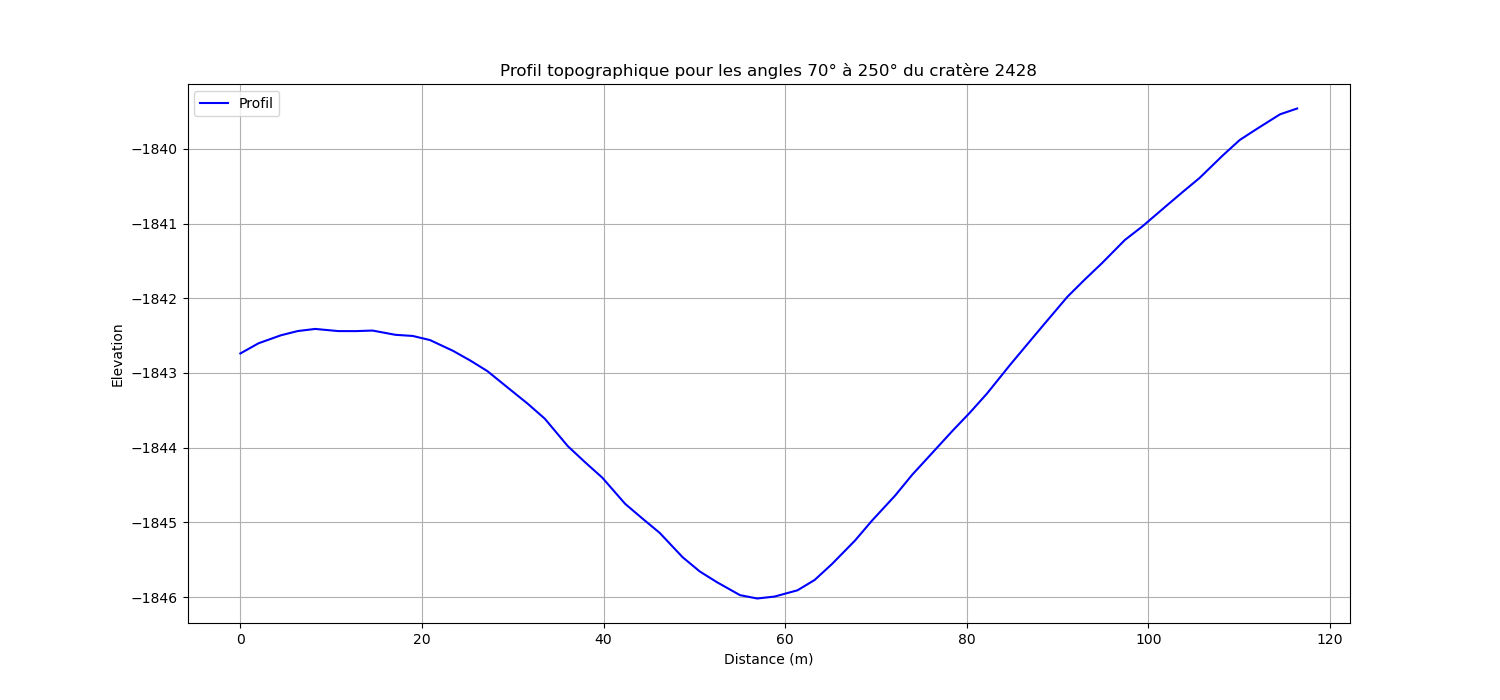 Profil topographique pour les angles 70° à 250° du cratère 2428
Profil
−1840
−1841
−1842
−1843
−1844
−1845
−1846
Elevation
0 20 40 60 80 100 120
Distance (m)